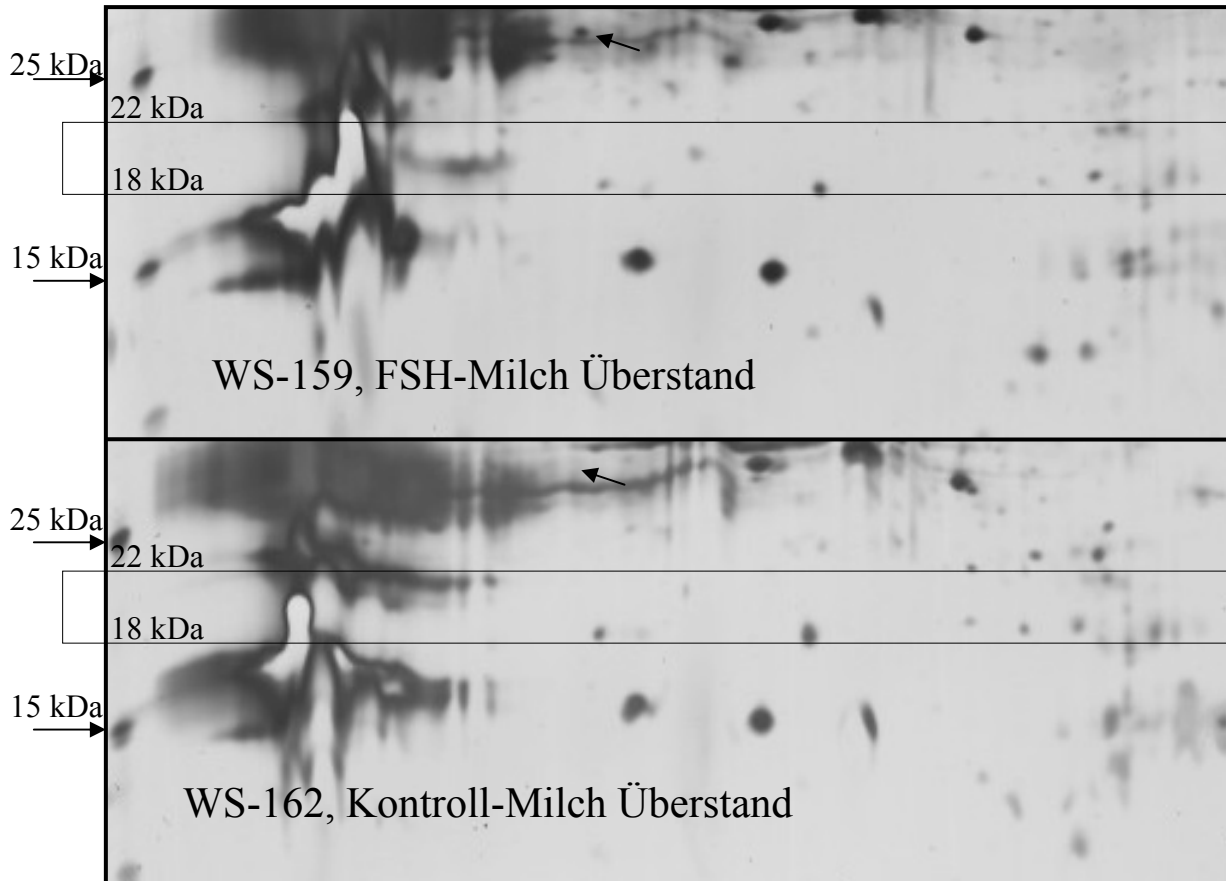 25 kDa
22 kDa
18 kDa
15 kDa
WS-159, FSH-Milch Überstand
25 kDa
22 kDa
18 kDa
15 kDa
WS-162, Kontroll-Milch Überstand